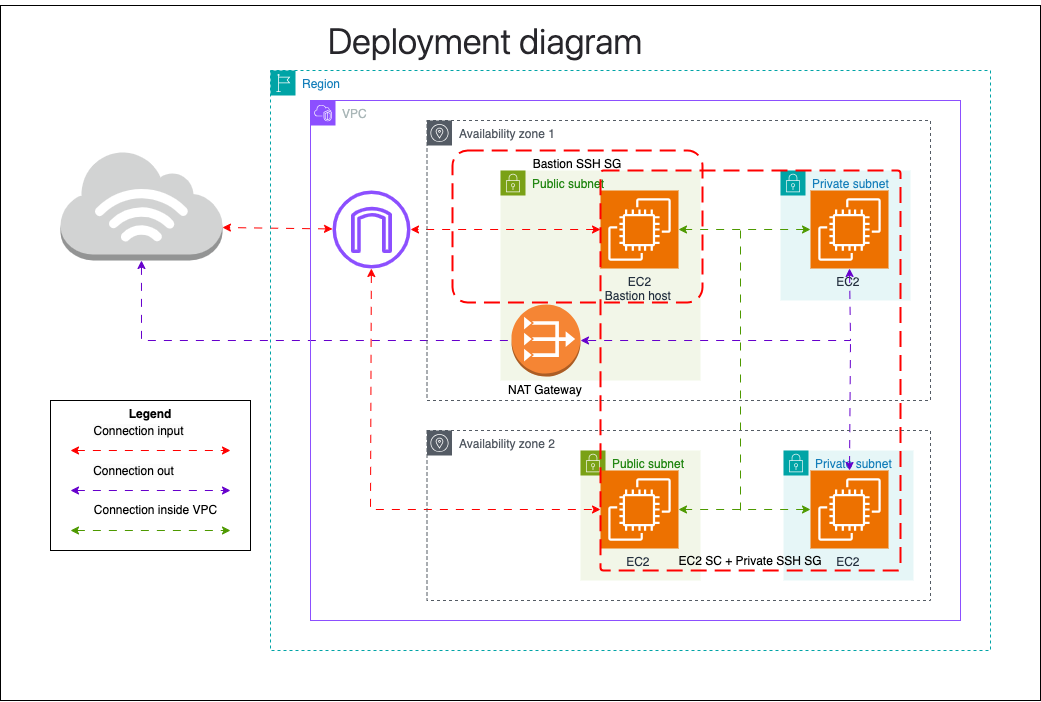 Deployment diagram
Region
VPC
Availability zone 1
Bastion SSH SG
Public subnet
Private subnet
EC2
Bastion host
EC2
NAT Gateway
Legend
Connection input
Connection out
Connection inside VPC
Availability zone 2
Public subnet
Private subnet
EC2
EC2 SC + Private SSH SG
EC2